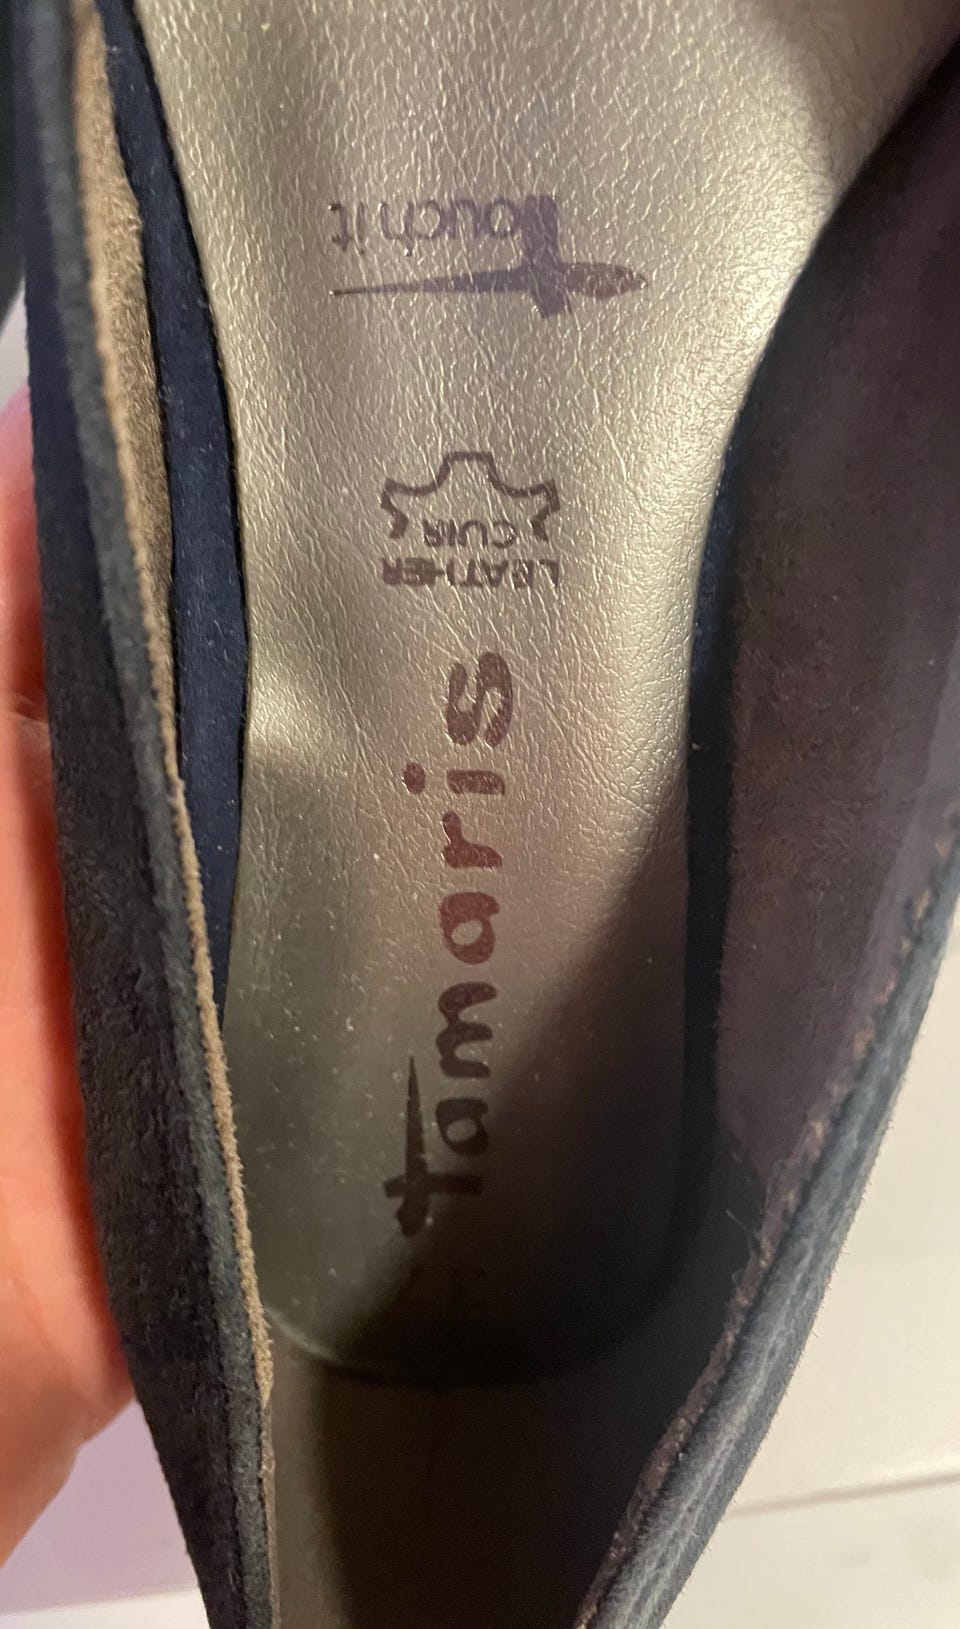 touch it
LEATHER
CUIR
tamaris